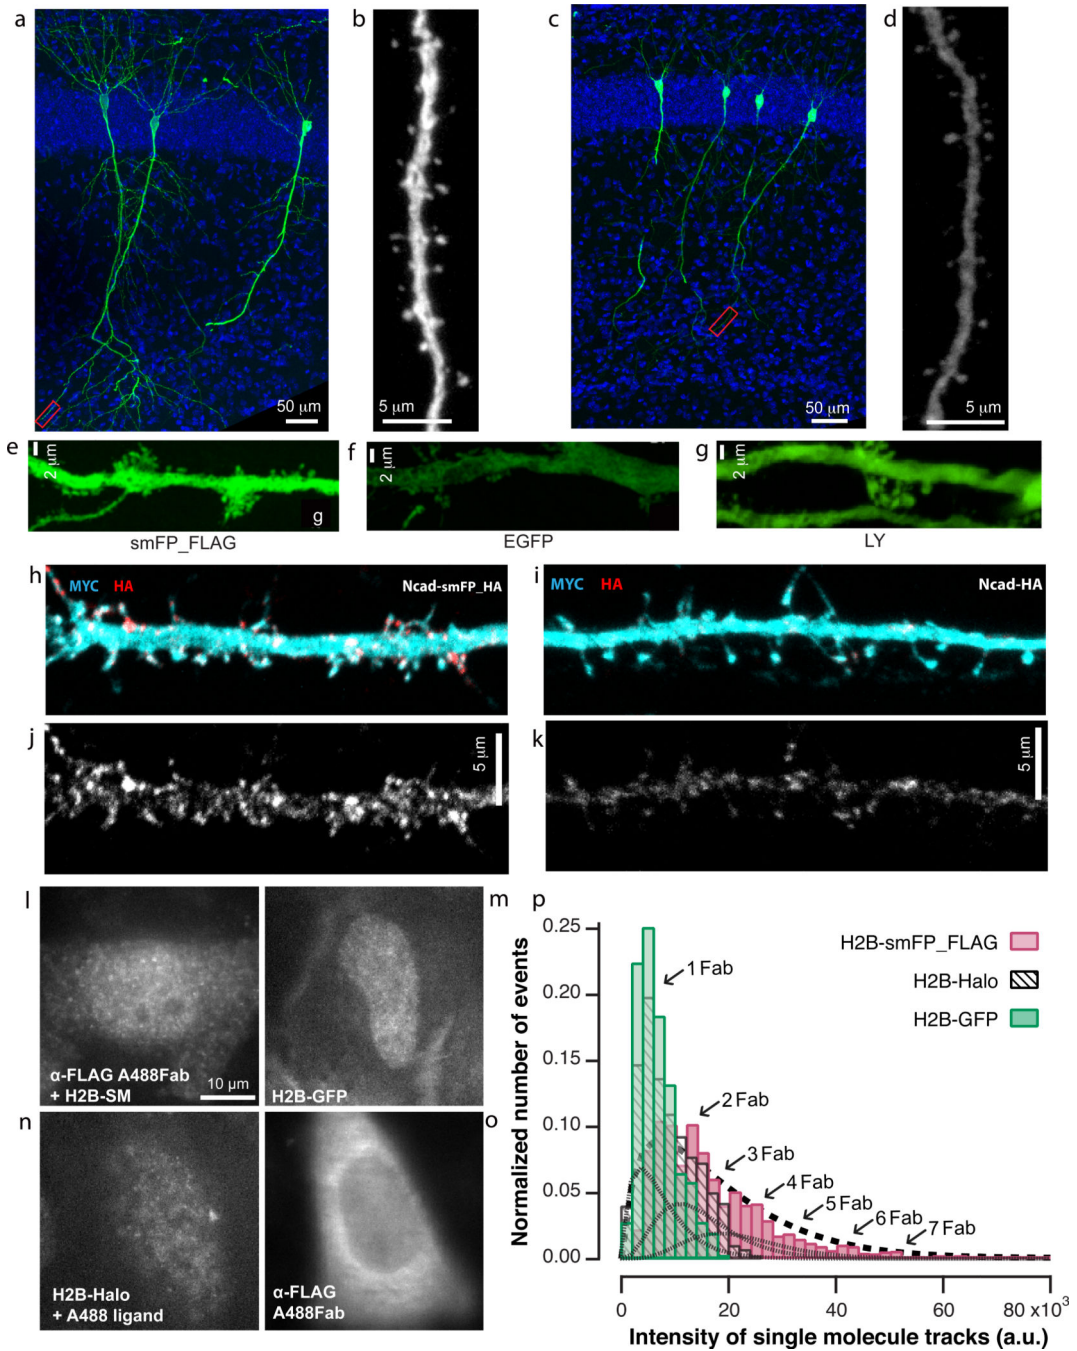 a
b
c
d
50 μm
5 μm
50 μm
5 μm
e
2 μm
g
f
2 μm
g
2 μm
smFP_FLAG
EGFP
LY
h
MYC HA
Ncad-smFP_HA
i
MYC HA
Ncad-HA
j
5 μm
k
5 μm
l
α-FLAG A488Fab
+ H2B-SM
10 μm
m
H2B-GFP
n
H2B-Halo
+ A488 ligand
o
α-FLAG
A488Fab
p
Normalized number of events
0.25
0.20
0.15
0.10
0.05
0.00
H2B-smFP_FLAG
H2B-Halo
H2B-GFP
1 Fab
2 Fab
3 Fab
4 Fab
5 Fab
6 Fab
7 Fab
0 20 40 60 80 x10³
Intensity of single molecule tracks (a.u.)